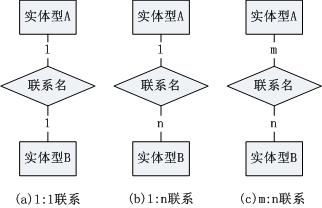 实体型A 实体型A 实体型A
1 1 m
联系名 联系名 联系名
1 n n
实体型B 实体型B 实体型B
(a)1:1联系 (b)1:n联系 (c)m:n联系